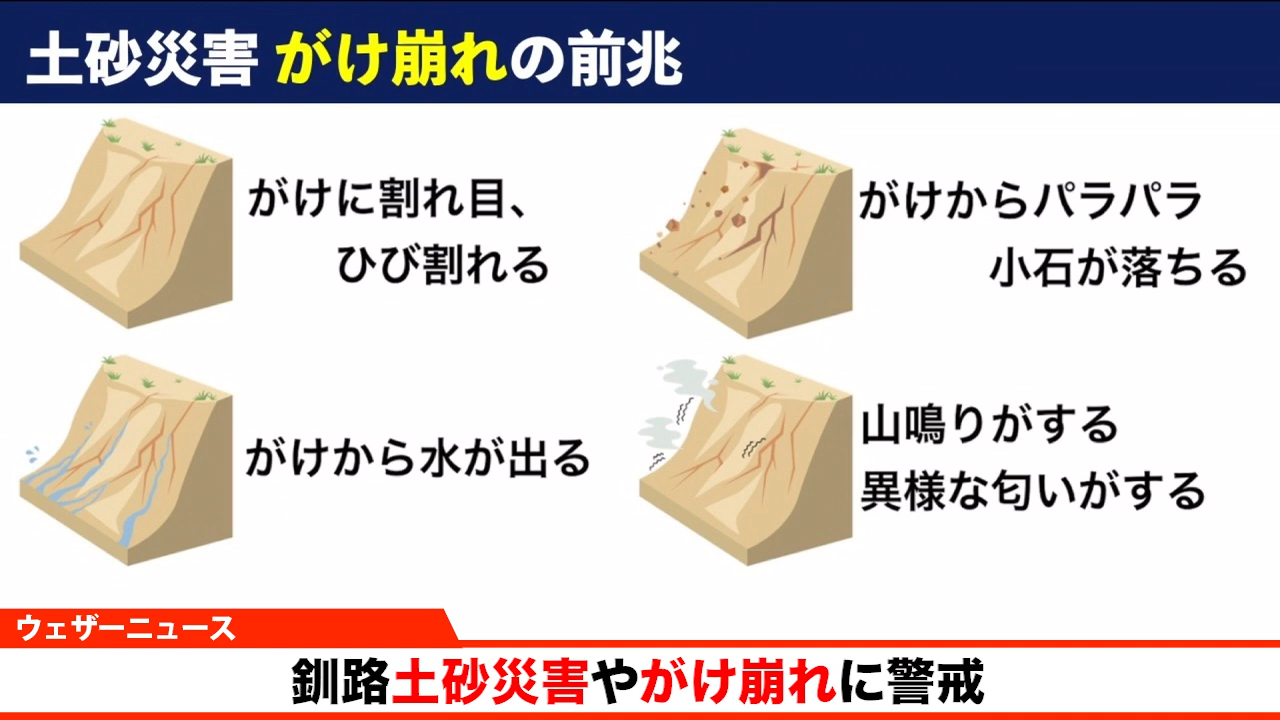 土砂災害 がけ崩れの前兆
がけに割れ目、
ひび割れる
がけからパラパラ
小石が落ちる
がけから水が出る
山鳴りがする
異様な匂いがする
ウェザーニュース
釧路土砂災害やがけ崩れに警戒